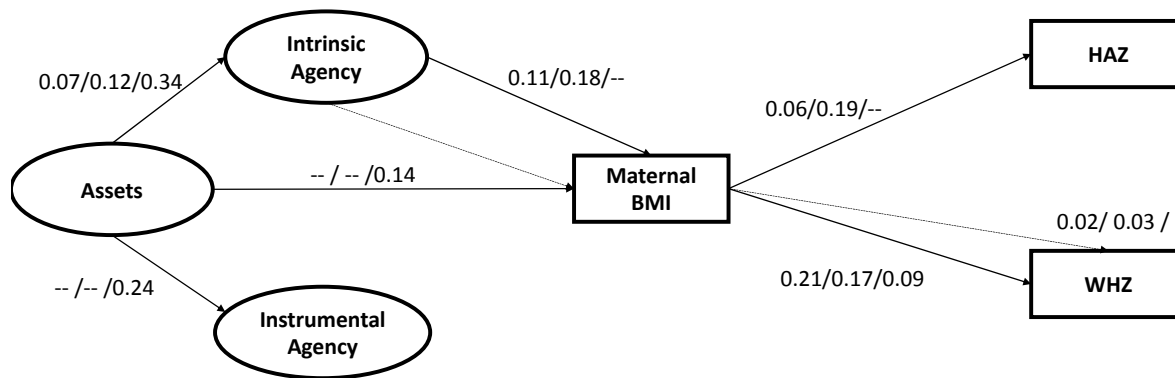 Intrinsic
Agency
HAZ
0.07/0.12/0.34
0.11/0.18/--
0.06/0.19/--
Assets
-- / -- /0.14
Maternal
BMI
0.02/ 0.03 /
-- /-- /0.24
0.21/0.17/0.09
WHZ
Instrumental
Agency